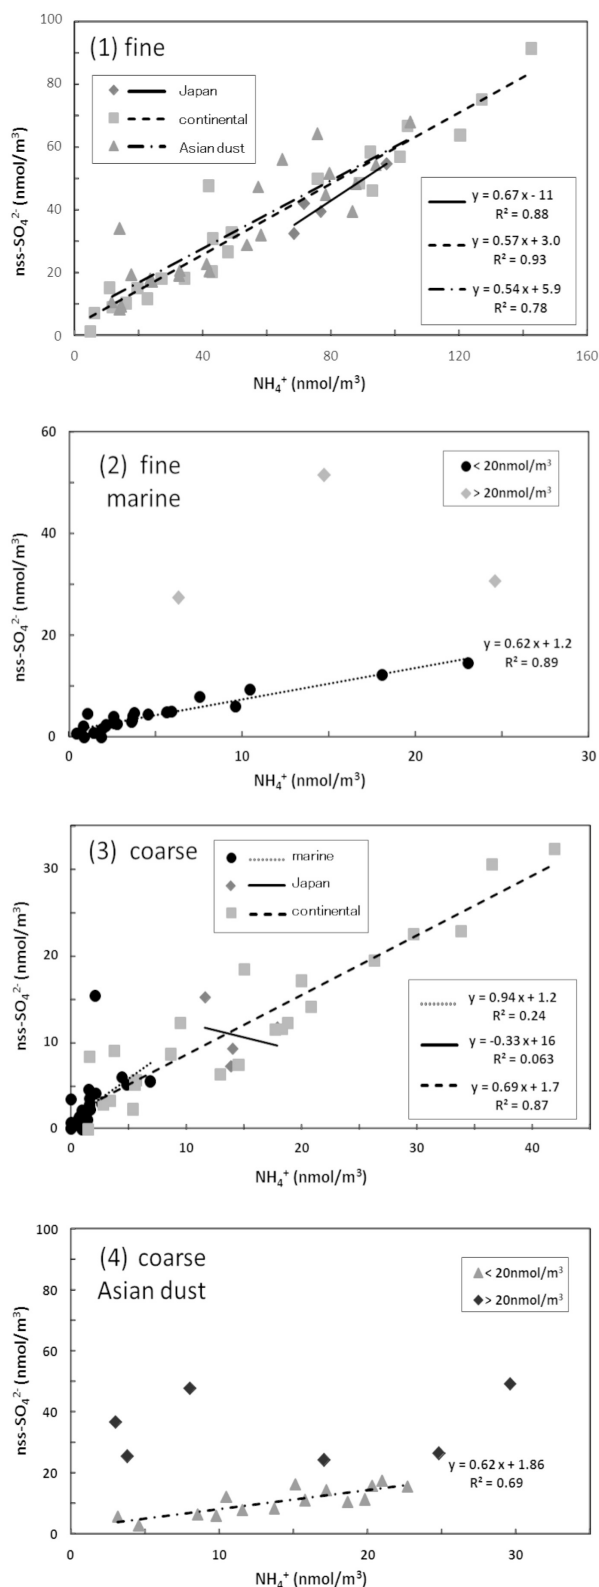 (1) fine
Japan
continental
Asian dust
y = 0.67 x - 11
R² = 0.88
y = 0.57 x + 3.0
R² = 0.93
y = 0.54 x + 5.9
R² = 0.78
100
80
60
40
20
0
nss-SO₄²⁻ (nmol/m³)
0 40 80 120 160
NH₄⁺ (nmol/m³)
(2) fine
marine
< 20nmol/m³
> 20nmol/m³
y = 0.62 x + 1.2
R² = 0.89
60
40
20
0
nss-SO₄²⁻ (nmol/m³)
0 10 20 30
NH₄⁺ (nmol/m³)
(3) coarse
marine
Japan
continental
y = 0.94 x + 1.2
R² = 0.24
y = -0.33 x + 16
R² = 0.063
y = 0.69 x + 1.7
R² = 0.87
30
20
10
0
nss-SO₄²⁻ (nmol/m³)
0 10 20 30 40
NH₄⁺ (nmol/m³)
(4) coarse
Asian dust
< 20nmol/m³
> 20nmol/m³
y = 0.62 x + 1.86
R² = 0.69
100
80
60
40
20
0
nss-SO₄²⁻ (nmol/m³)
0 10 20 30
NH₄⁺ (nmol/m³)